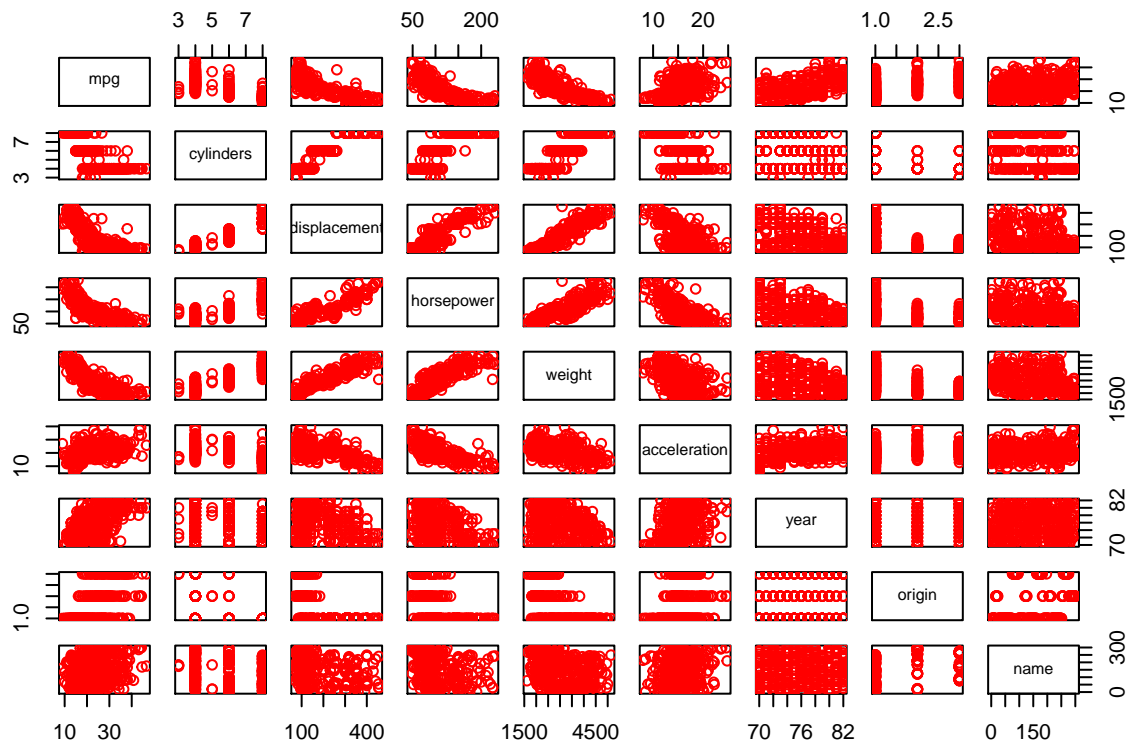 3 5 7 50 200 10 20 1.0 2.5
mpg 10
7 3 cylinders
displacement 100
50 horsepower
weight 1500
10 acceleration
year 70 82
1.0 origin
name 0 300
10 30 100 400 1500 4500 70 76 82 0 150